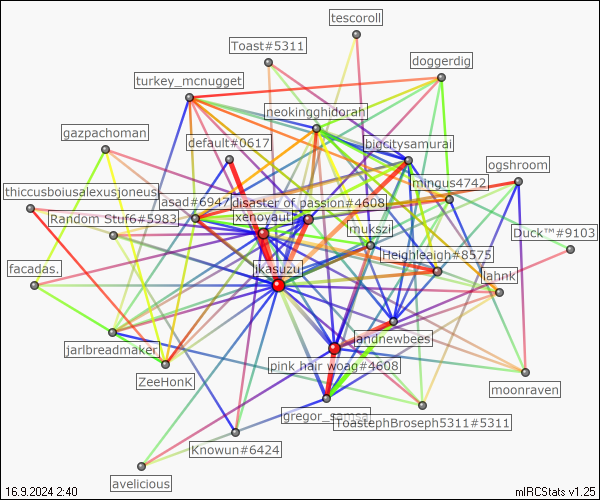 tescoroll
Toast#5311
doggerdig
turkey_mcnugget
neokingghidorah
gazpachoman
default#0617
bigcitysamurai
ogshroom
thiccusboiusalexusjoneus
asad#6947
disaster of passion#4608
mingus4742
Random Stuf6#5983
xenoyaut
mukszi
Duck™#9103
Heighleaigh#8575
facadas.
jkasuzu
lahnk
jarlbreadmaker
landnewbees
ZeeHonK
pink hair woag#4608
moonraven
gregor_samsa
ToastephBroseph5311#5311
Knowun#6424
avelicious
16.9.2024 2:40
mIRCStats v1.25